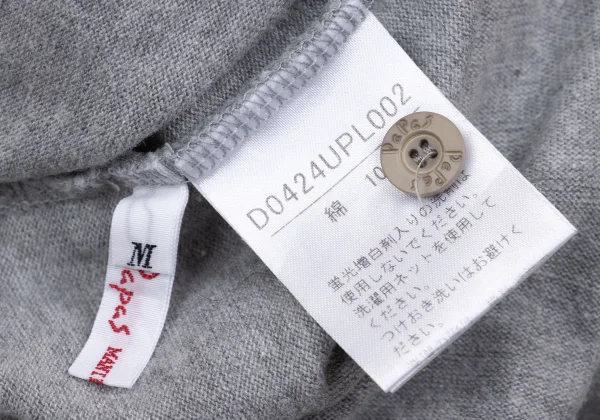 M
Papas
D0424UPL002
綿 10
蛍光増白剤入りの洗剤は
使用しないでください。
洗濯用ネットを使用して
ください。
つけおき洗いはお避けく
ださい。
PaPas
PaPas